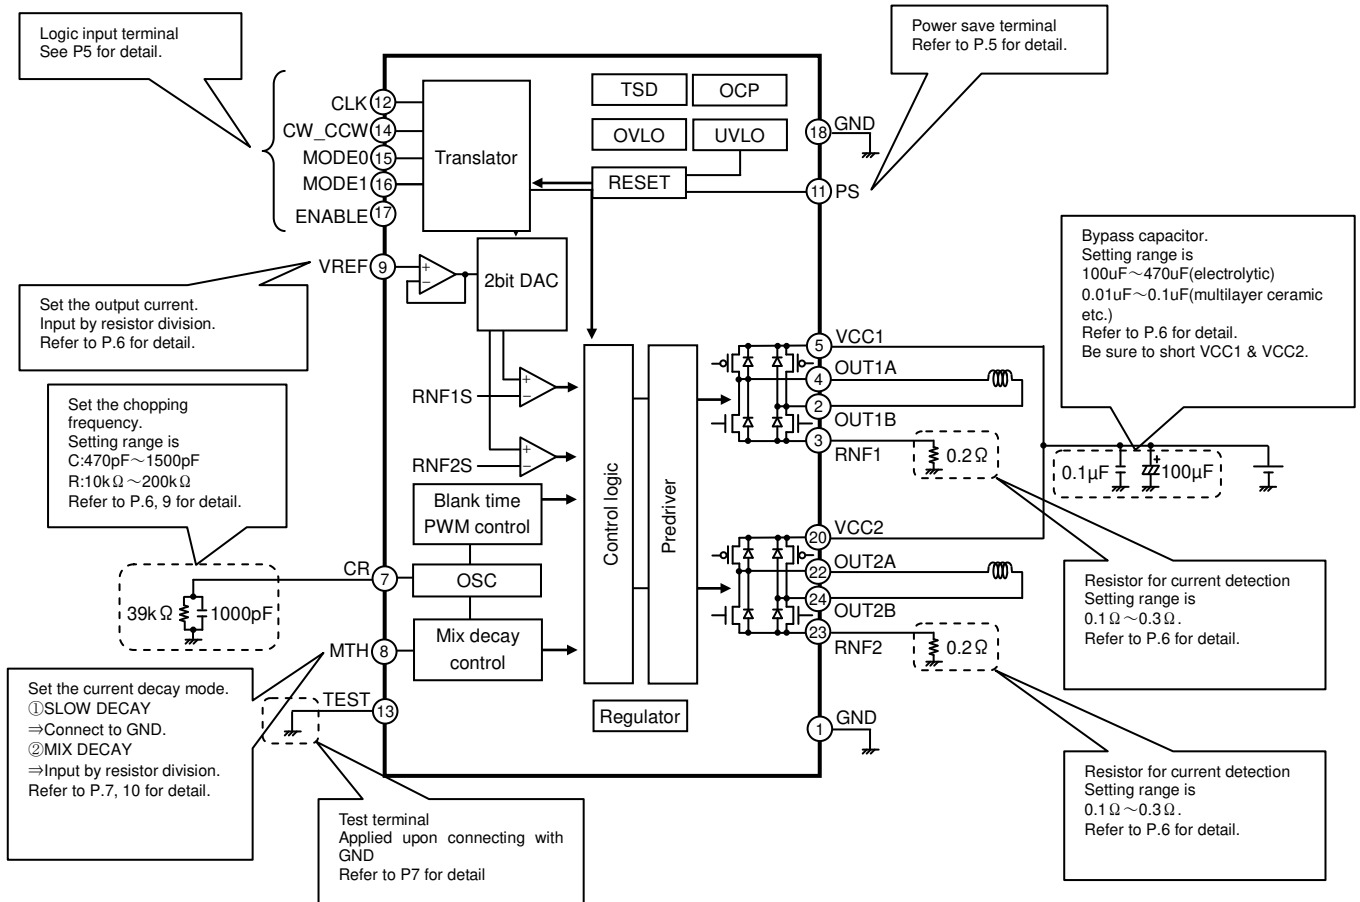 Logic input terminal
See P5 for detail.
Power save terminal
Refer to P.5 for detail.
CLK 12
CW_CCW 14
MODE0 15
MODE1 16
ENABLE 17
Translator
TSD
OCP
OVLO
UVLO
RESET
18 GND
11 PS
VREF 9
+
−
2bit DAC
Set the output current.
Input by resistor division.
Refer to P.6 for detail.
Bypass capacitor.
Setting range is
100uF～470uF(electrolytic)
0.01uF～0.1uF(multilayer ceramic
etc.)
Refer to P.6 for detail.
Be sure to short VCC1 & VCC2.
RNF1S
+
−
RNF2S
+
−
Control logic
Predriver
5 VCC1
4 OUT1A
2 OUT1B
3 RNF1
0.2Ω
0.1µF
+
100µF
Set the chopping
frequency.
Setting range is
C:470pF～1500pF
R:10kΩ～200kΩ
Refer to P.6, 9 for detail.
Blank time
PWM control
CR 7
OSC
39kΩ
1000pF
MTH 8
Mix decay
control
20 VCC2
22 OUT2A
24 OUT2B
23 RNF2
0.2Ω
Resistor for current detection
Setting range is
0.1Ω～0.3Ω.
Refer to P.6 for detail.
Set the current decay mode.
①SLOW DECAY
⇒Connect to GND.
②MIX DECAY
⇒Input by resistor division.
Refer to P.7, 10 for detail.
TEST 13
Regulator
1 GND
Test terminal
Applied upon connecting with
GND
Refer to P7 for detail
Resistor for current detection
Setting range is
0.1Ω～0.3Ω.
Refer to P.6 for detail.